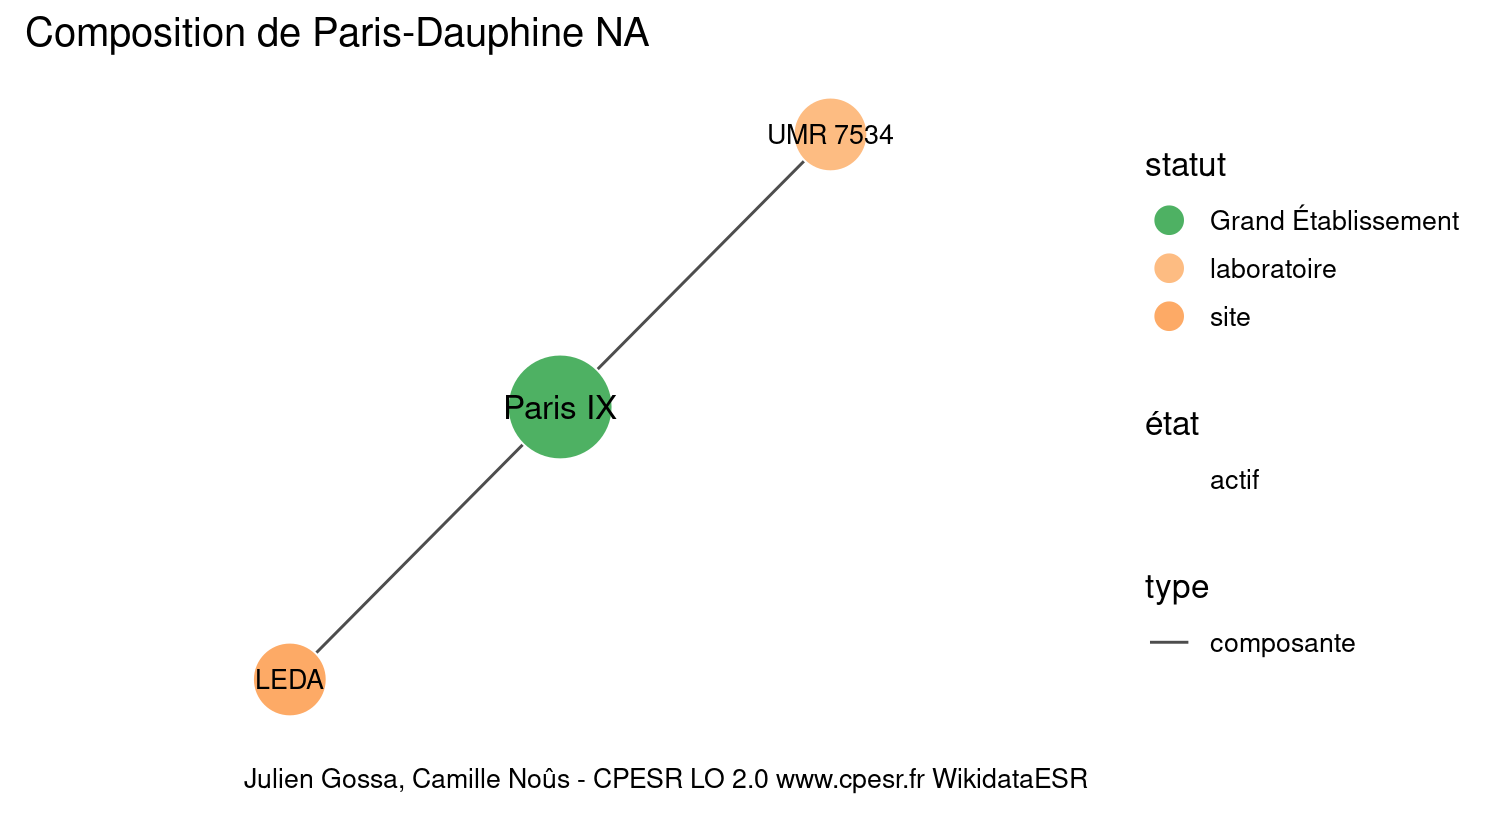 Composition de Paris-Dauphine NA
UMR 7534
Paris IX
LEDA
statut
Grand Établissement
laboratoire
site
état
actif
type
composante
Julien Gossa, Camille Noûs - CPESR LO 2.0 www.cpesr.fr WikidataESR